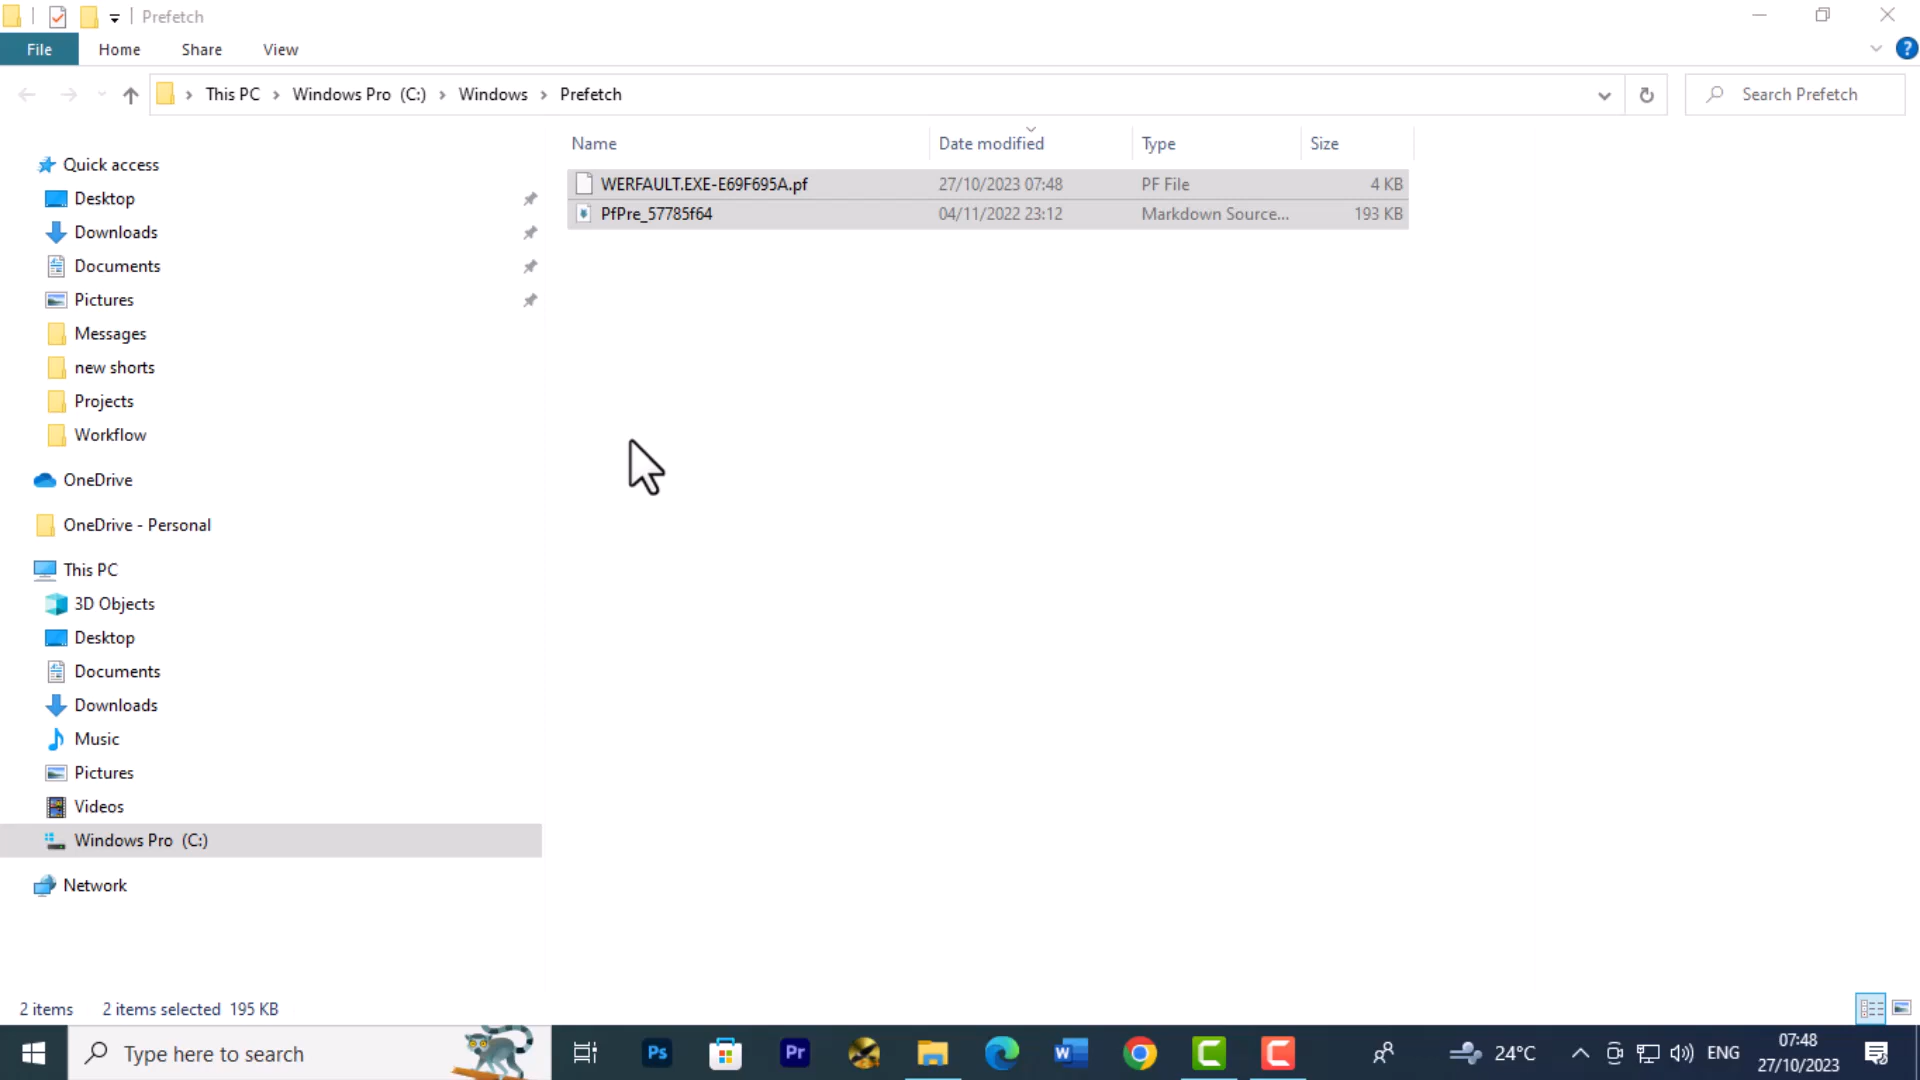 Prefetch
File Home Share View
?
This PC Windows Pro (C:) Windows Prefetch
Search Prefetch
Name Date modified Type Size
WERFAULT.EXE-E69F695A.pf 27/10/2023 07:48 PF File 4 KB
PfPre_57785f64 04/11/2022 23:12 Markdown Source... 193 KB
Quick access
Desktop
Downloads
Documents
Pictures
Messages
new shorts
Projects
Workflow
OneDrive
OneDrive - Personal
This PC
3D Objects
Desktop
Documents
Downloads
Music
Pictures
Videos
Windows Pro (C:)
Network
2 items 2 items selected 195 KB
Type here to search
Ps
Pr
W
24°C
ENG
07:48
27/10/2023